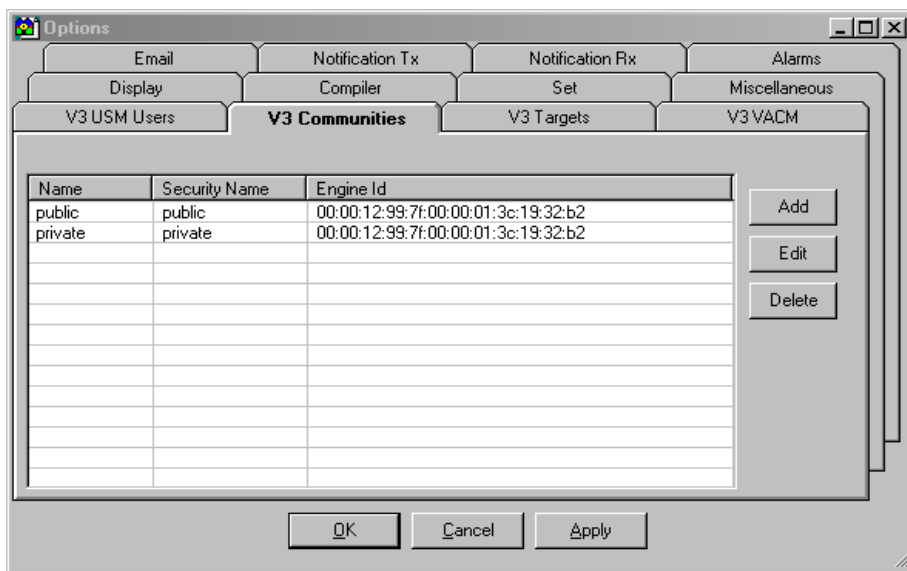 Options
Email Notification Tx Notification Rx Alarms
Display Compiler Set Miscellaneous
V3 USM Users V3 Communities V3 Targets V3 VACM
Name Security Name Engine Id
public public 00:00:12:99:7f:00:00:01:3c:19:32:b2
private private 00:00:12:99:7f:00:00:01:3c:19:32:b2
Add
Edit
Delete
OK Cancel Apply